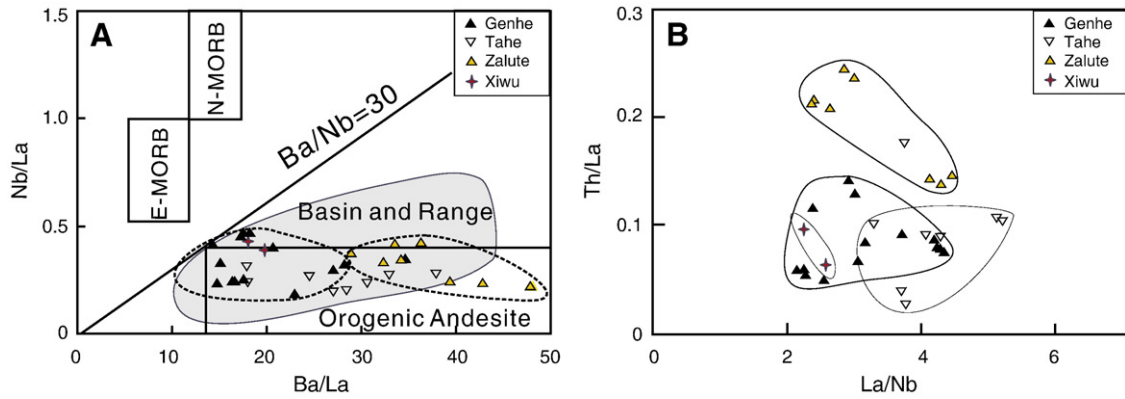 A
Genhe
Tahe
Zalute
Xiwu
N-MORB
E-MORB
Ba/Nb=30
Basin and Range
Orogenic Andesite
1.5
1.0
0.5
0
0
10
20
30
40
50
Nb/La
Ba/La
B
Genhe
Tahe
Zalute
Xiwu
0.3
0.2
0.1
0
0
2
4
6
Th/La
La/Nb